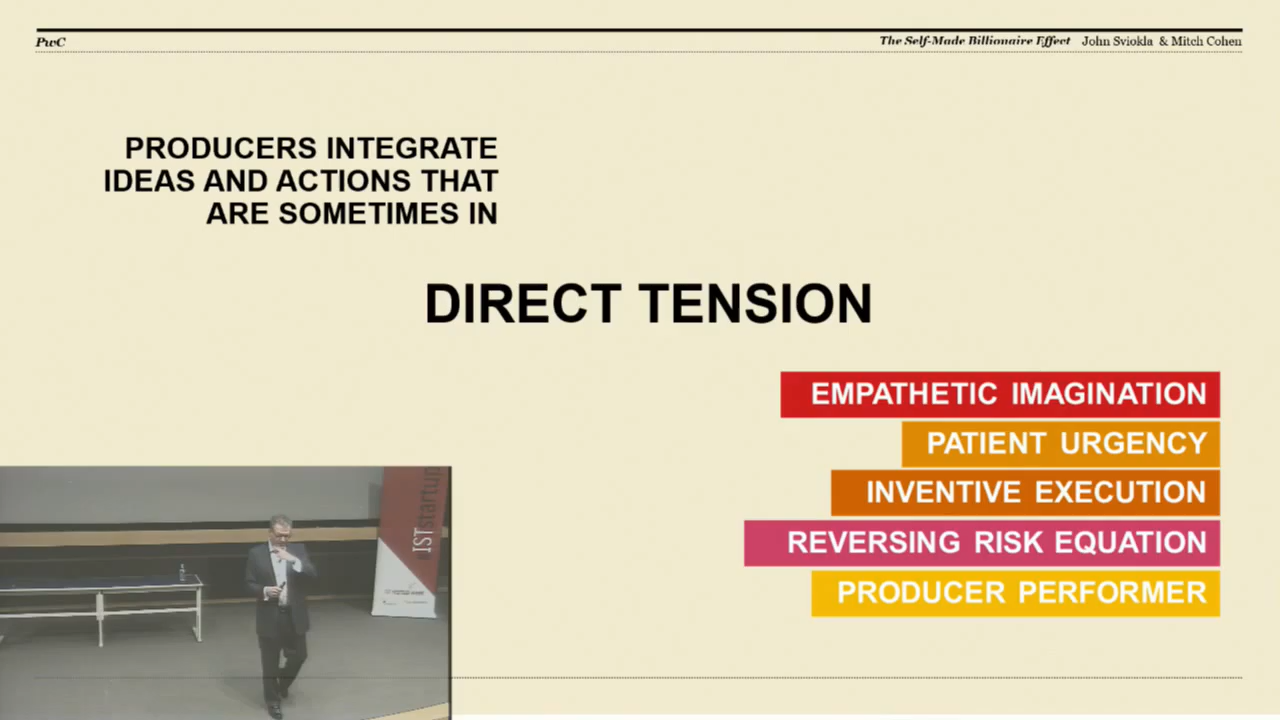 PwC
The Self-Made Billionaire Effect John Sviokla & Mitch Cohen
PRODUCERS INTEGRATE
IDEAS AND ACTIONS THAT
ARE SOMETIMES IN
DIRECT TENSION
EMPATHETIC IMAGINATION
PATIENT URGENCY
INVENTIVE EXECUTION
REVERSING RISK EQUATION
PRODUCER PERFORMER
ISTstartup